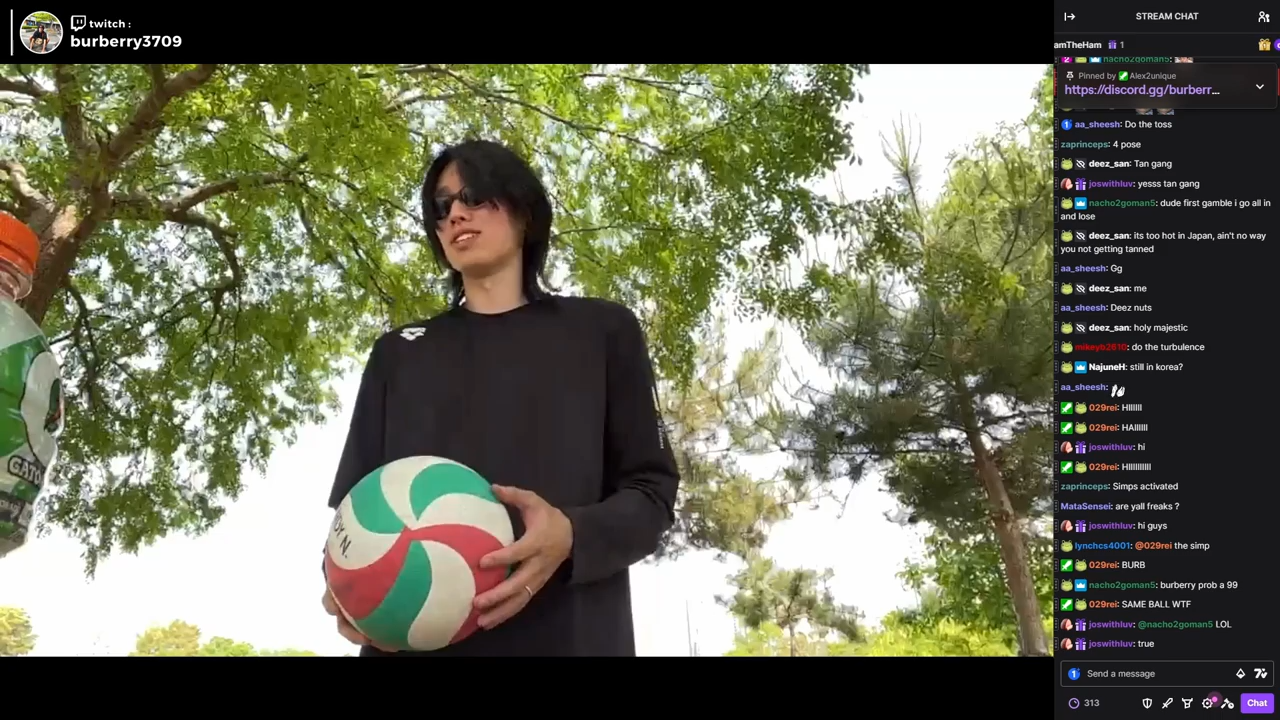 twitch :
burberry3709
STREAM CHAT
amTheHam 1
nacho2goman5:
Pinned by Alex2unique
https://discord.gg/burberr...
aa_sheesh: Do the toss
zaprinceps: 4 pose
deez_san: Tan gang
joswithluv: yesss tan gang
nacho2goman5: dude first gamble i go all in
and lose
deez_san: its too hot in Japan, ain't no way
you not getting tanned
aa_sheesh: Gg
deez_san: me
aa_sheesh: Deez nuts
deez_san: holy majestic
mikeyb2610: do the turbulence
NajuneH: still in korea?
aa_sheesh:
029rei: HIIIIII
029rei: HAIIIIIII
joswithluv: hi
029rei: HIIIIIIIIII
zaprinceps: Simps activated
MataSensei: are yall freaks ?
joswithluv: hi guys
lynchcs4001: @029rei the simp
029rei: BURB
nacho2goman5: burberry prob a 99
029rei: SAME BALL WTF
joswithluv: @nacho2goman5 LOL
joswithluv: true
Send a message
313
Chat
arena
GATO